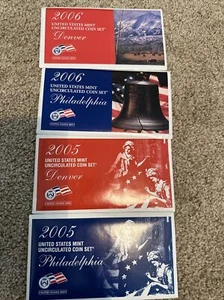 2006
UNITED STATES MINT
UNCIRCULATED COIN SET®
Denver
2006
UNITED STATES MINT
UNCIRCULATED COIN SET®
Philadelphia
2005
UNITED STATES MINT
UNCIRCULATED COIN SET®
Denver
2005
UNITED STATES MINT
UNCIRCULATED COIN SET®
Philadelphia